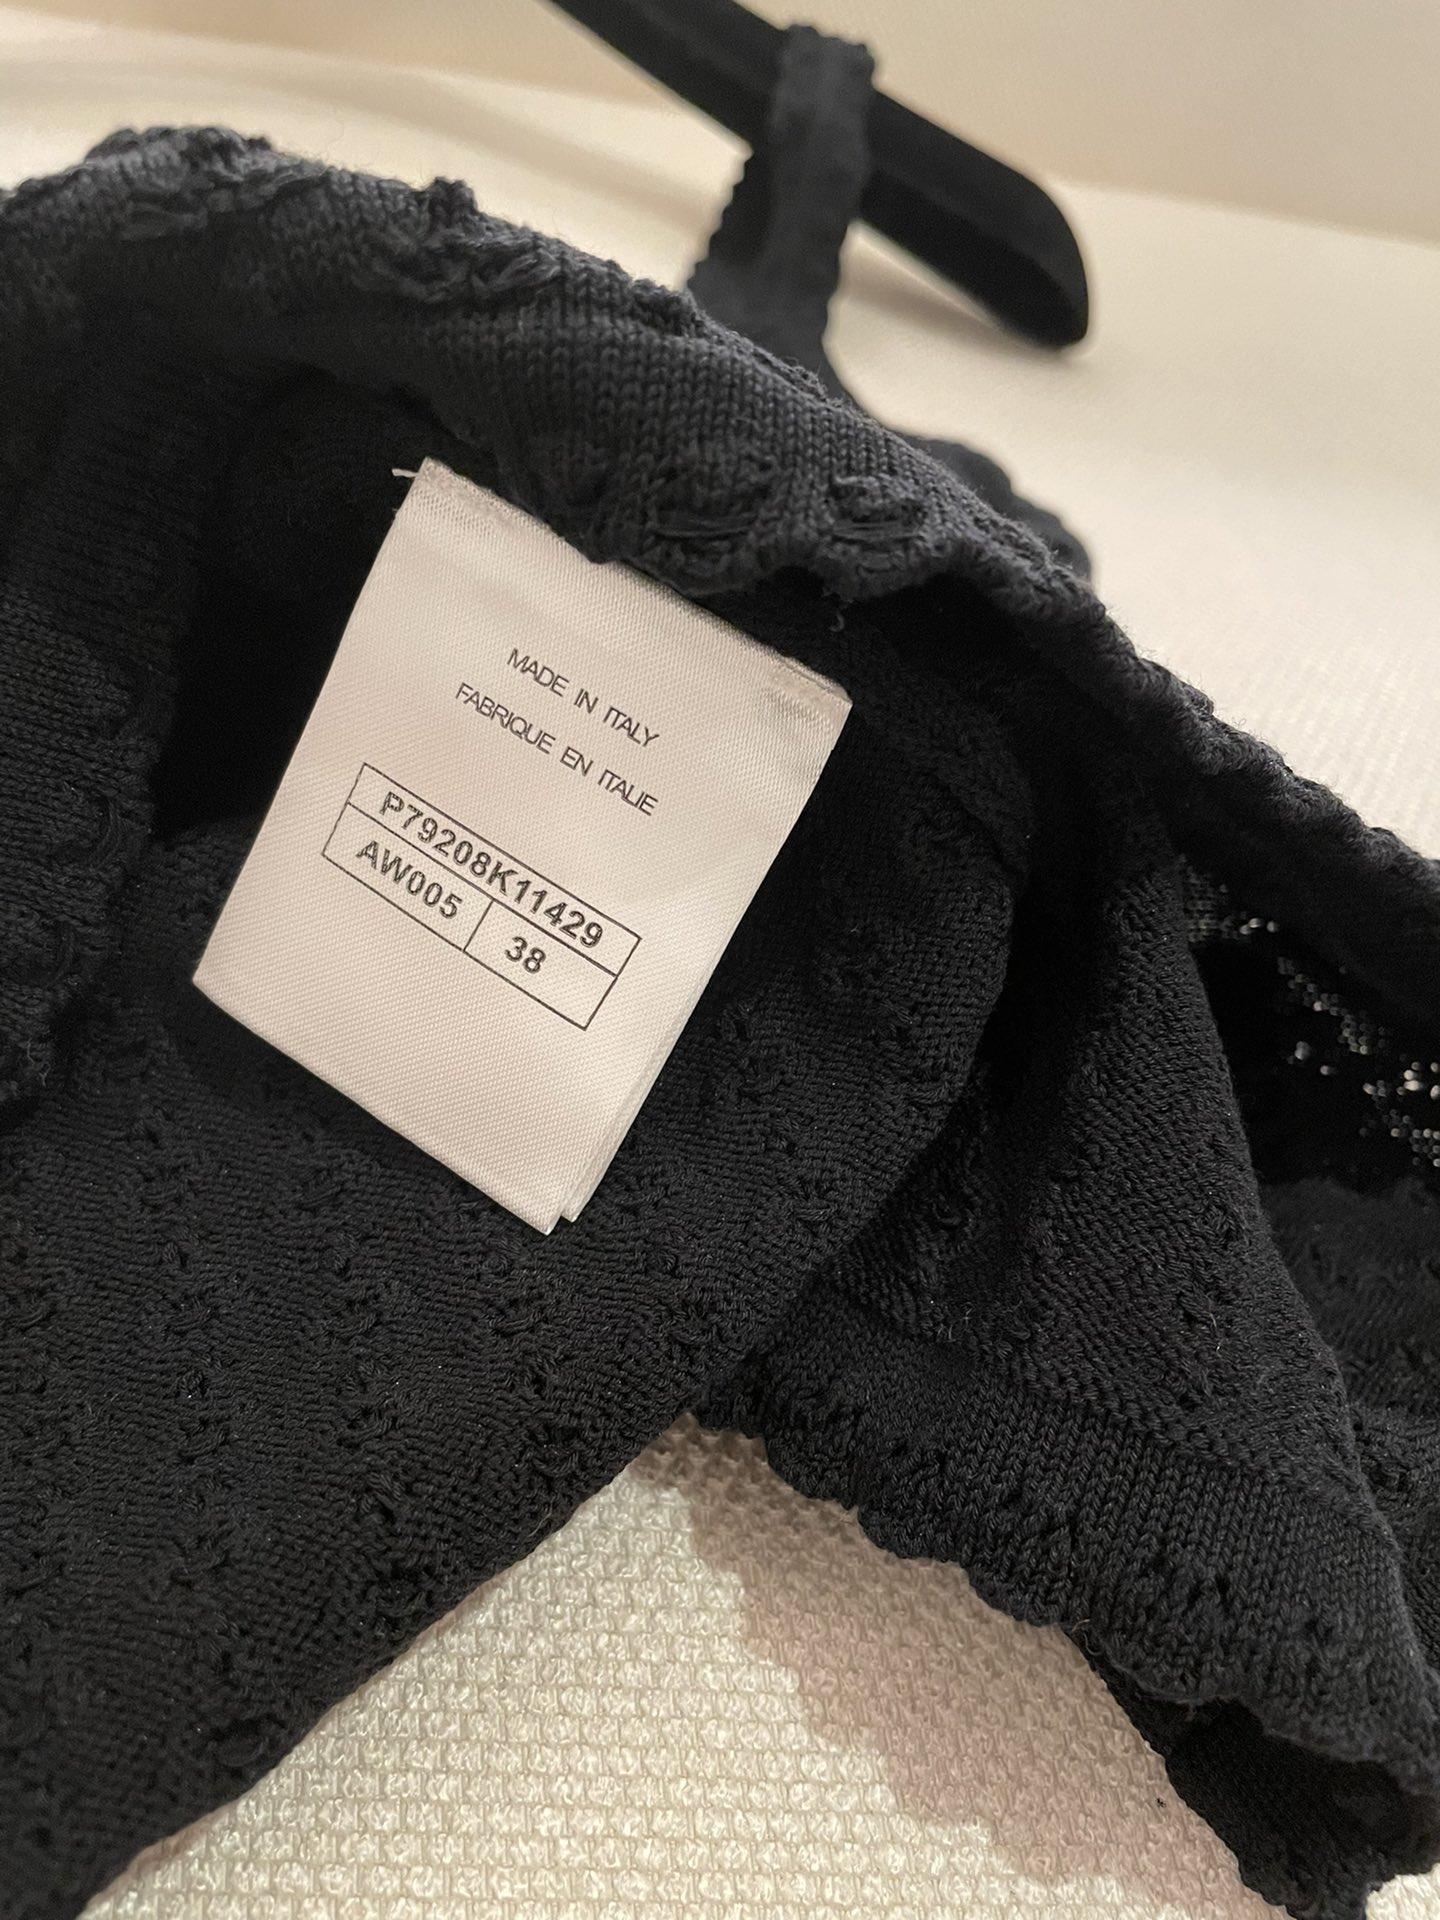 MADE IN ITALY
FABRIQUE EN ITALIE
P79208K11429
AW005 38